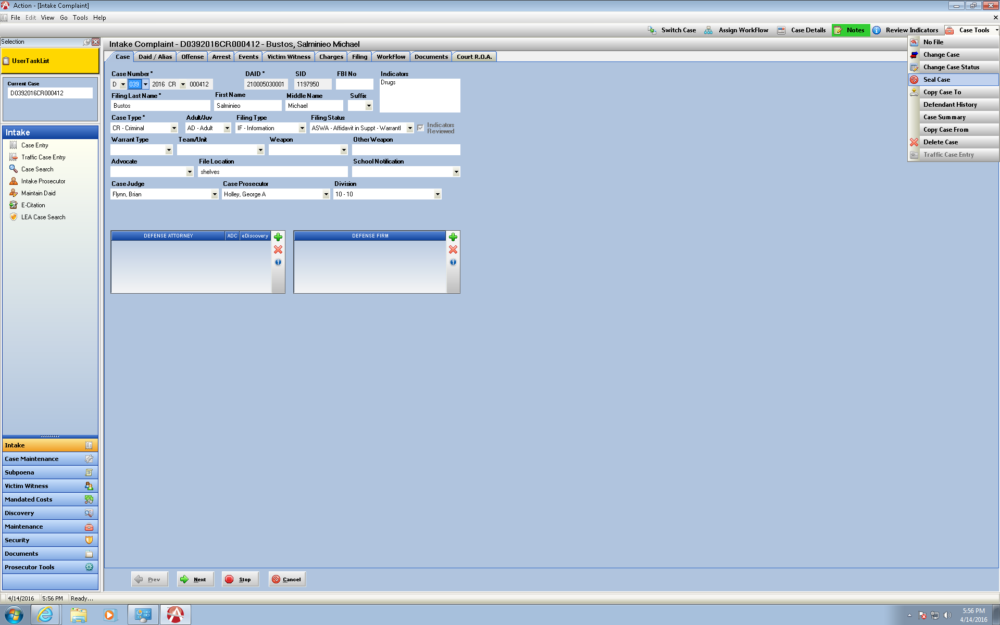 Action - [Intake Complaint]
File Edit View Go Tools Help
Switch Case Assign WorkFlow Case Details Notes Review Indicators Case Tools
Selection
UserTaskList
Current Case
D0392016CR000412
Intake
Case Entry
Traffic Case Entry
Case Search
Intake Prosecutor
Maintain Daid
E-Citation
LEA Case Search
Intake
Case Maintenance
Subpoena
Victim Witness
Mandated Costs
Discovery
Maintenance
Security
Documents
Prosecutor Tools
Intake Complaint - D0392016CR000412 - Bustos, Salminieo Michael
Case Daid / Alias Offense Arrest Events Victim Witness Charges Filing WorkFlow Documents Court R.O.A.
Case Number * DAID * SID FBI No Indicators
D 039 2016 CR 000412 210005030001 1197950 Drugs
Filing Last Name * First Name Middle Name Suffix
Bustos Salminieo Michael
Case Type * Adult/Juv Filing Type Filing Status
CR - Criminal AD - Adult IF - Information ASWA - Affidavit in Suppt - Warrantl Indicators
Reviewed
Warrant Type Team/Unit Weapon Other Weapon
Advocate File Location School Notification
shelves
Case Judge Case Prosecutor Division
Flynn, Brian Holley, George A 10 - 10
DEFENSE ATTORNEY ADC eDiscovery DEFENSE FIRM
No File
Change Case
Change Case Status
Seal Case
Copy Case To
Defendant History
Case Summary
Copy Case From
Delete Case
Traffic Case Entry
Prev Next Stop Cancel
4/14/2016 5:56 PM Ready...
5:56 PM
4/14/2016